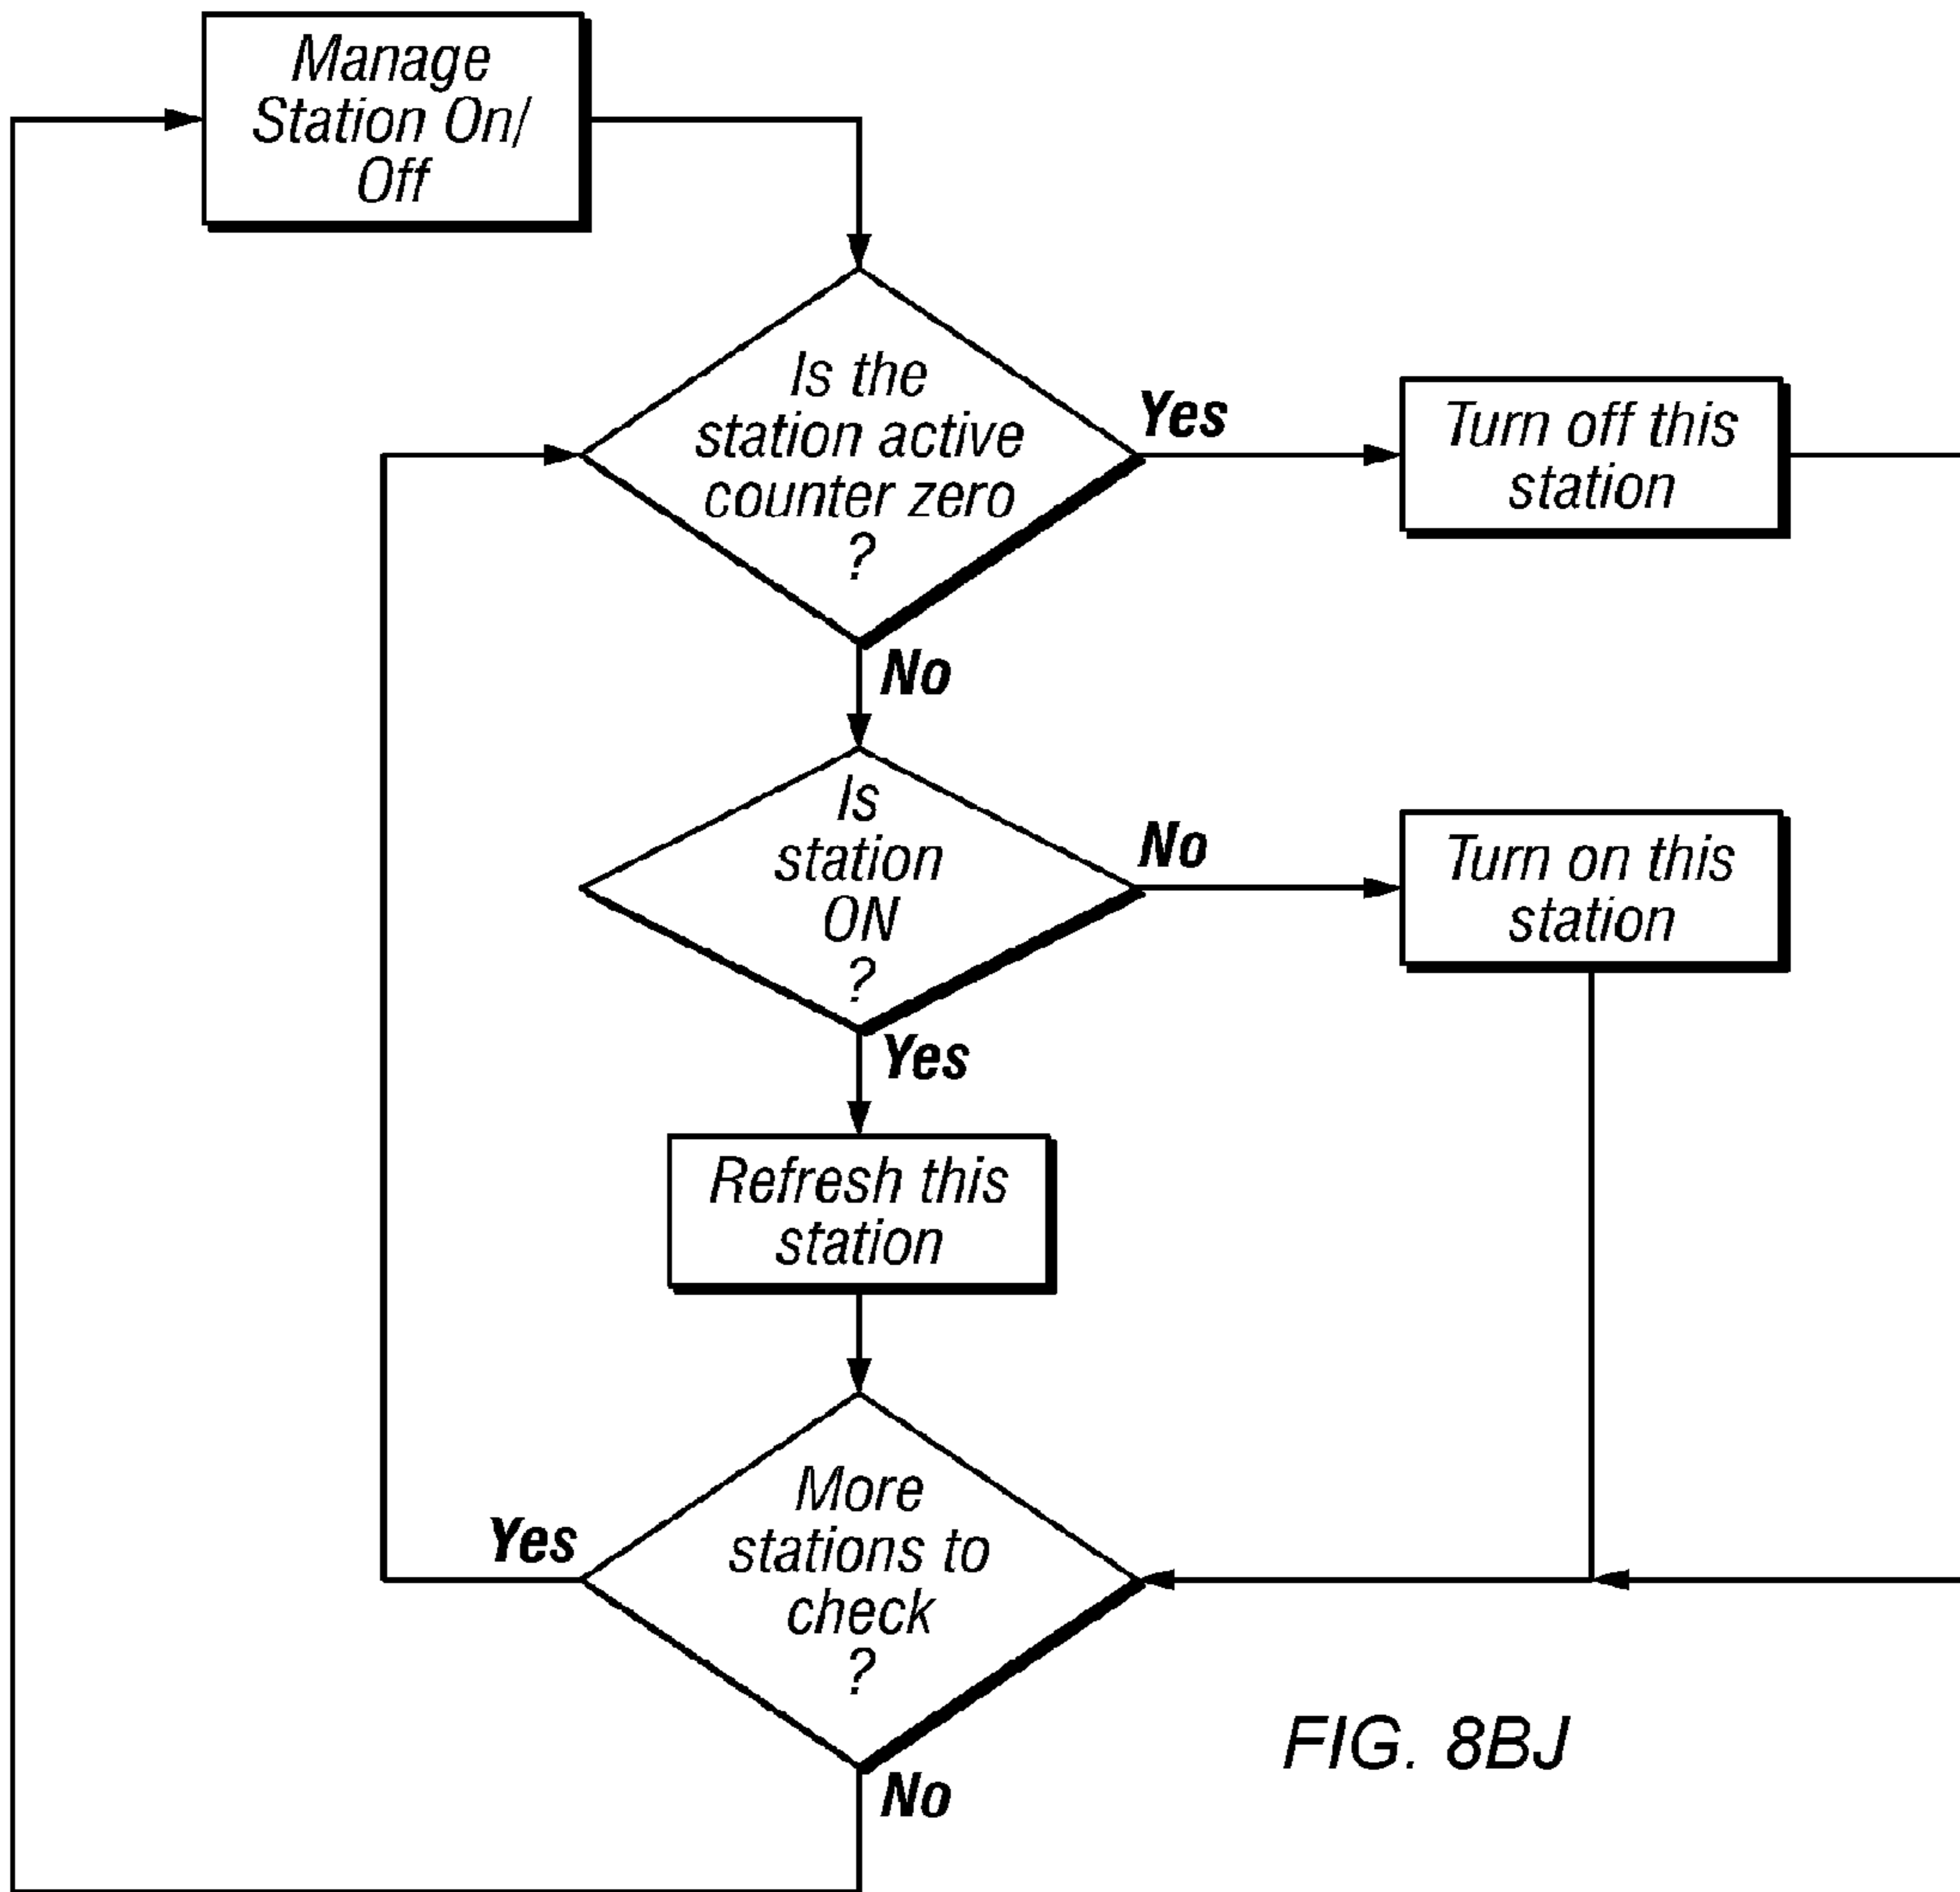 Manage
Station On/
Off
Is the
station active
counter zero
?
Yes
Turn off this
station
No
Is
station
ON
?
No
Turn on this
station
Yes
Refresh this
station
More
stations to
check
?
Yes
No
FIG. 8BJ